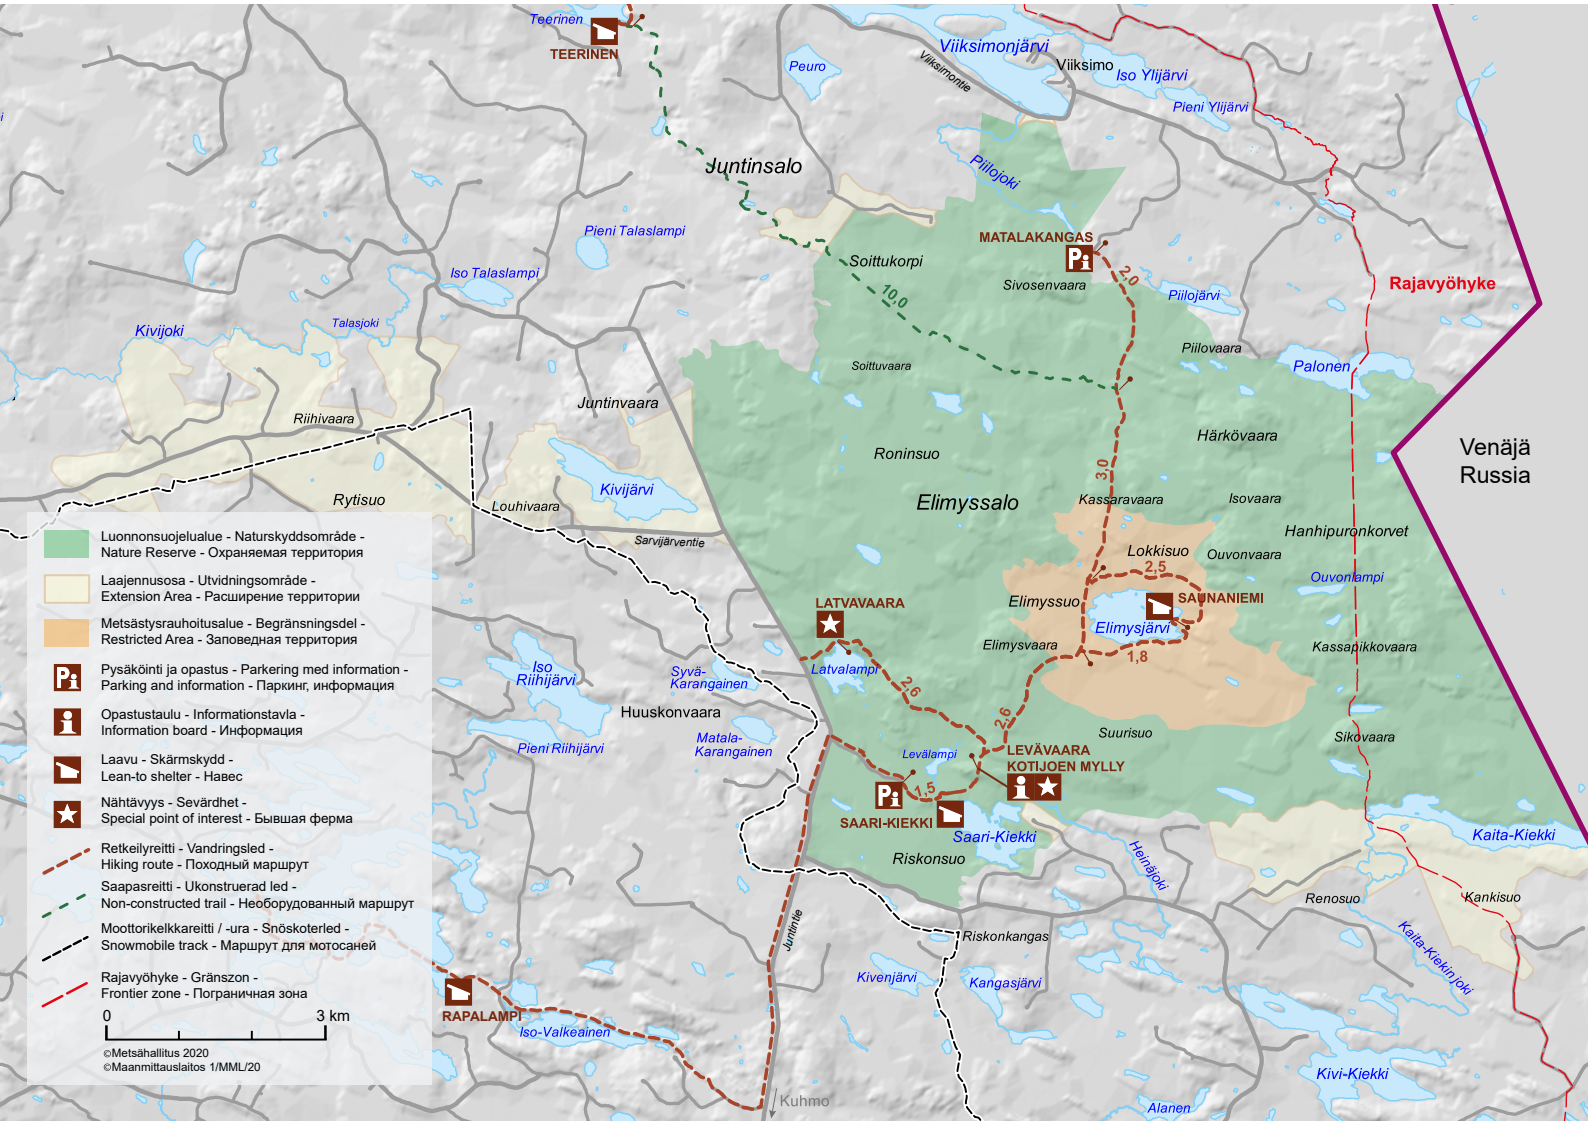 Teerinen
TEERINEN
Peuro
Viiksimonjärvi
Viiksimontie
Viiksimo
Iso Ylijärvi
Pieni Ylijärvi
Juntinsalo
Piilojoki
Pieni Talaslampi
MATALAKANGAS
Pi
2,0
Soittukorpi
Sivosenvaara
Iso Talaslampi
Piilojärvi
Rajavyöhyke
10,0
Kivijoki
Talasjoki
Piilovaara
Soittuvaara
Palonen
Juntinvaara
Riihivaara
Härkövaara
Roninsuo
Venäjä
Russia
3,0
Kivijärvi
Rytisuo
Louhivaara
Elimyssalo
Kassaravaara
Isovaara
Hanhipuronkorvet
Sarvijärventie
Lokkisuo
Ouvonvaara
2,5
Ouvonlampi
LATVAVAARA
Elimyssuo
SAUNANIEMI
Elimysjärvi
Elimysvaara
1,8
Kassapikkovaara
Iso
Riihijärvi
Syvä-
Karangainen
Latvalampi
2,6
Huuskonvaara
2,6
Suurisuo
Sikovaara
Pieni Riihijärvi
Matala-
Karangainen
Levälampi
LEVÄVAARA
KOTIJOEN MYLLY
Pi
1,5
i
SAARI-KIEKKI
Saari-Kiekki
Kaita-Kiekki
Riskonsuo
Heinäjoki
Renosuo
Kankisuo
Juntintie
Riskonkangas
Kaita-Kiekin joki
Kivenjärvi
Kangasjärvi
RAPALAMPI
Iso-Valkeainen
Kivi-Kiekki
Kuhmo
Alanen
Luonnonsuojelualue - Naturskyddsområde -
Nature Reserve - Охраняемая территория
Laajennusosa - Utvidningsområde -
Extension Area - Расширение территории
Metsästysrauhoitusalue - Begränsningsdel -
Restricted Area - Заповедная территория
Pi
Pysäköinti ja opastus - Parkering med information -
Parking and information - Паркинг, информация
i
Opastustaulu - Informationstavla -
Information board - Информация
Laavu - Skärmskydd -
Lean-to shelter - Навес
Nähtävyys - Sevärdhet -
Special point of interest - Бывшая ферма
Retkeilyreitti - Vandringsled -
Hiking route - Походный маршрут
Saapasreitti - Ukonstruerad led -
Non-constructed trail - Необорудованный маршрут
Moottorikelkkareitti / -ura - Snöskoterled -
Snowmobile track - Маршрут для мотосаней
Rajavyöhyke - Gränszon -
Frontier zone - Пограничная зона
0 3 km
©Metsähallitus 2020
©Maanmittauslaitos 1/MML/20